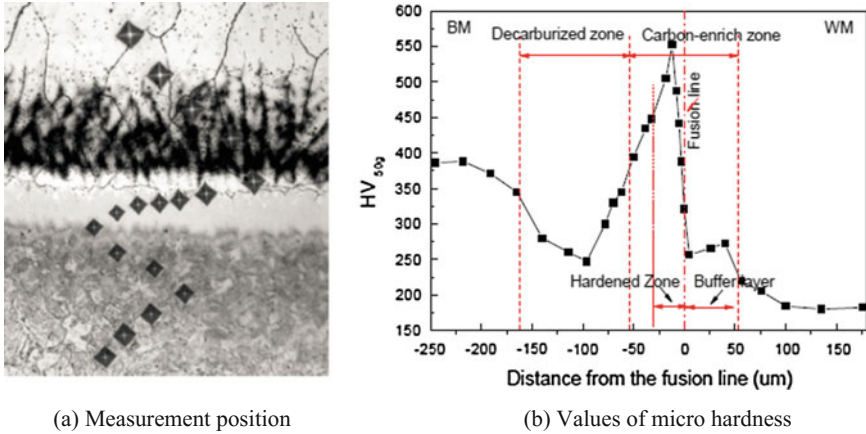 600
550
500
450
400
350
300
250
200
150
HV50g
BM
WM
Decarburized zone
Carbon-enrich zone
Fusion line
Hardened Zone
Buffer layer
-250 -200 -150 -100 -50 0 50 100 150
Distance from the fusion line (um)
(a) Measurement position
(b) Values of micro hardness